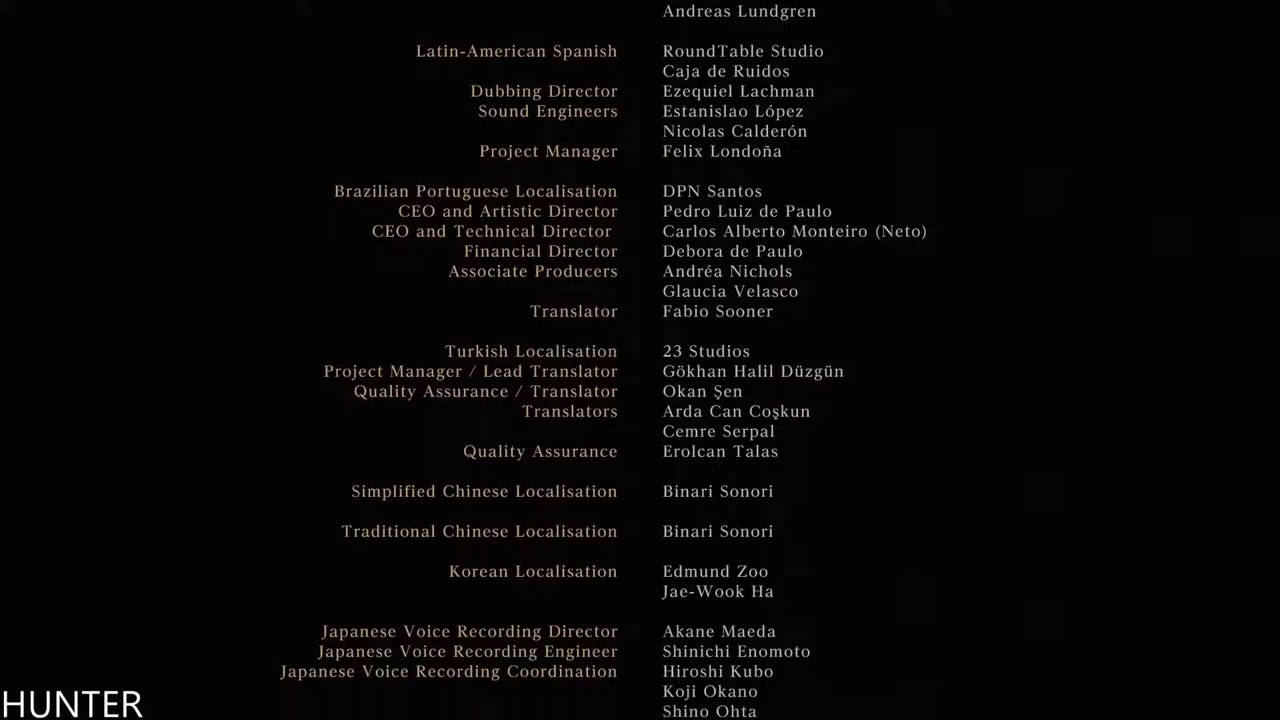 Andreas Lundgren
Latin-American Spanish RoundTable Studio
Caja de Ruidos
Dubbing Director Ezequiel Lachman
Sound Engineers Estanislao López
Nicolas Calderón
Project Manager Felix Londoña
Brazilian Portuguese Localisation DPN Santos
CEO and Artistic Director Pedro Luiz de Paulo
CEO and Technical Director Carlos Alberto Monteiro (Neto)
Financial Director Debora de Paulo
Associate Producers Andréa Nichols
Glaucia Velasco
Translator Fabio Sooner
Turkish Localisation 23 Studios
Project Manager / Lead Translator Gökhan Halil Düzgün
Quality Assurance / Translator Okan Şen
Translators Arda Can Coşkun
Cemre Serpal
Quality Assurance Erolcan Talas
Simplified Chinese Localisation Binari Sonori
Traditional Chinese Localisation Binari Sonori
Korean Localisation Edmund Zoo
Jae-Wook Ha
Japanese Voice Recording Director Akane Maeda
Japanese Voice Recording Engineer Shinichi Enomoto
Japanese Voice Recording Coordination Hiroshi Kubo
Koji Okano
Shino Ohta
HUNTER